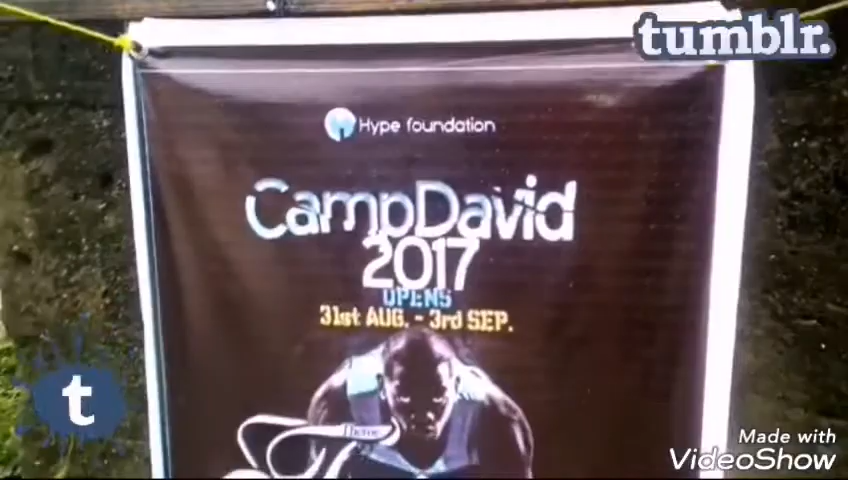 tumblr.
Hype foundation
CampDavid
2017
OPENS
31st AUG. - 3rd SEP.
t
Made with
VideoShow